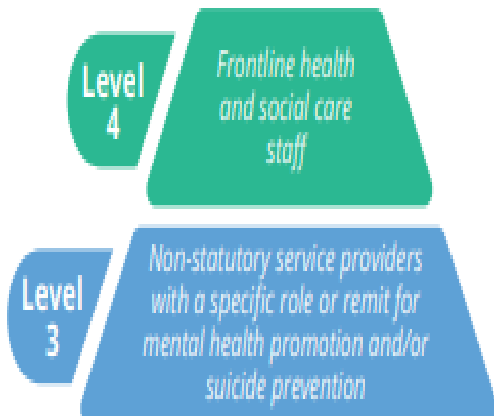 Level
4
Frontline health
and social care
staff
Level
3
Non-statutory service providers
with a specific role or remit for
mental health promotion and/or
suicide prevention